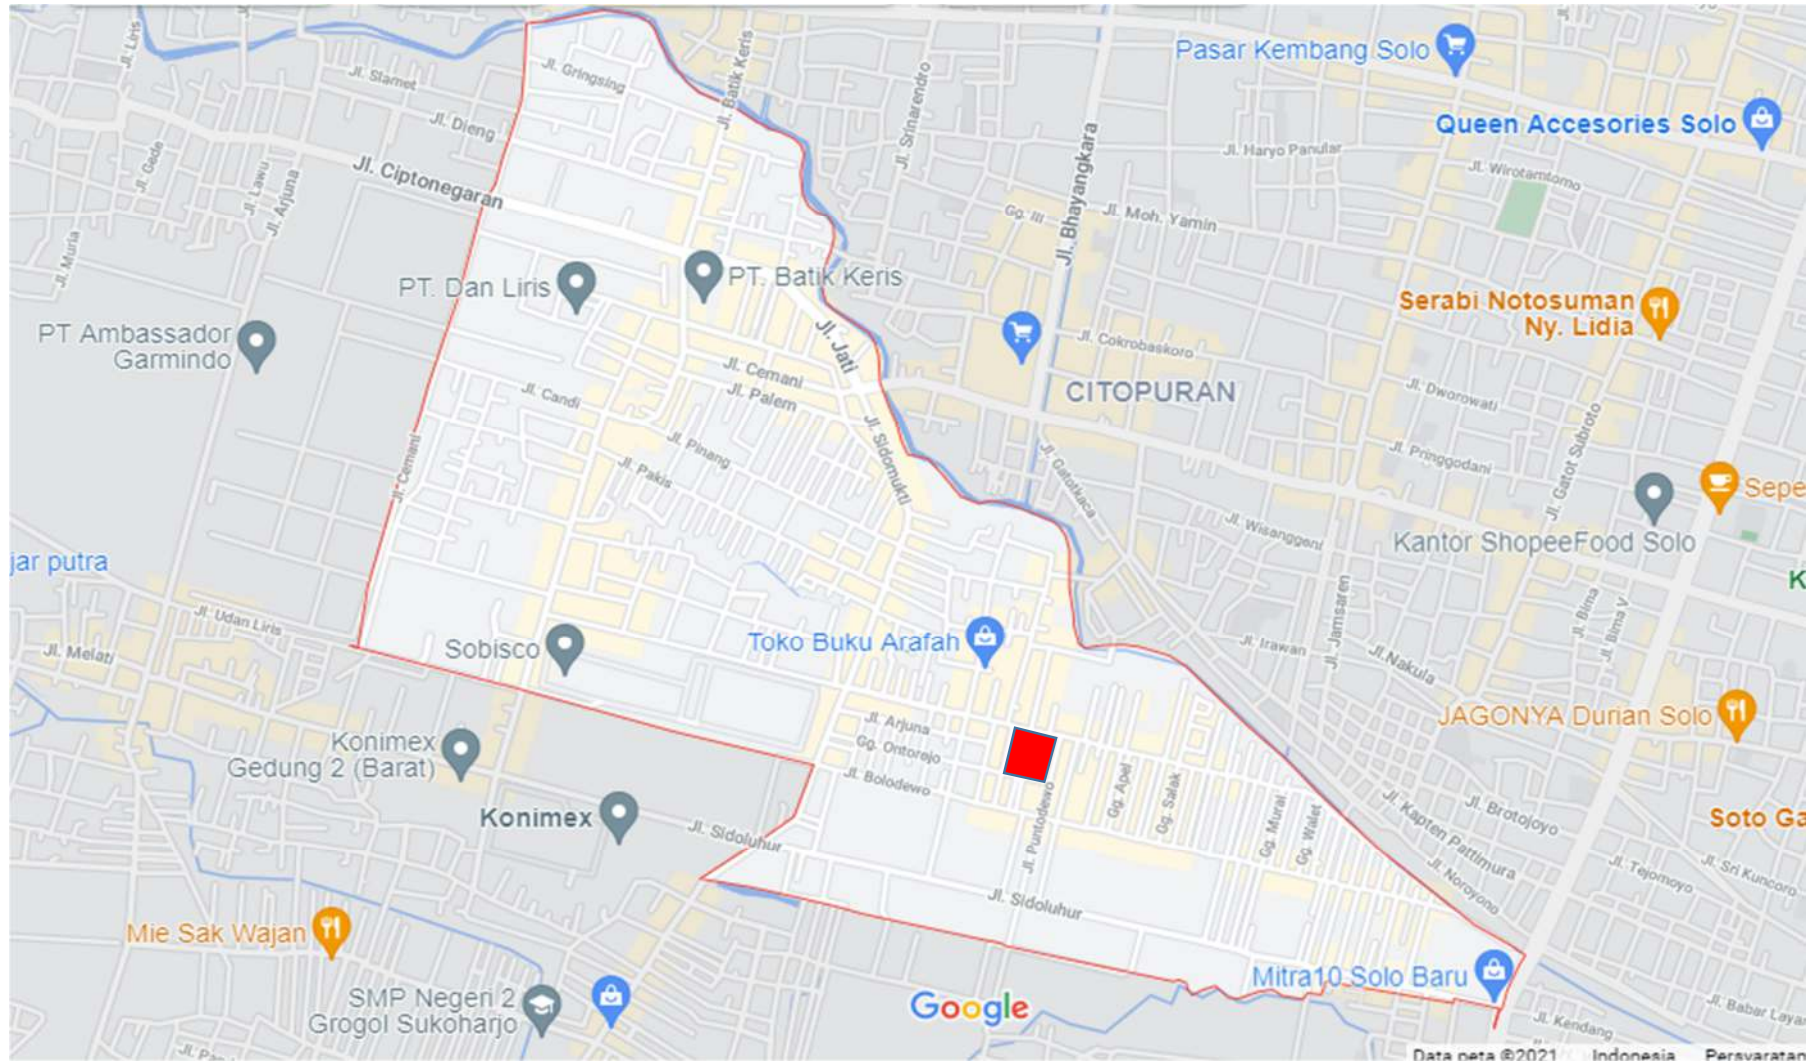 Jl. Liris
Jl. Slamet
Jl. Gringsing
Jl. Batik Keris
Pasar Kembang Solo
Jl. Dieng
Jl. Srinarendro
Queen Accesories Solo
Jl. Gede
Jl. Lawu
Jl. Arjuna
Jl. Ciptonegaran
Jl. Bhayangkara
Jl. Haryo Panular
Jl. Wirotamtomo
Gg. III
Jl. Moh. Yamin
Jl. Muria
PT. Dan Liris
PT. Batik Keris
PT Ambassador
Garmindo
Serabi Notosuman
Ny. Lidia
Jl. Jati
Jl. Cokrobaskoro
Jl. Cemani
Jl. Palem
Jl. Candi
CITOPURAN
Jl. Dworowati
Jl. Gatot Subroto
Jl. Pinang
Jl. Pakis
Jl. Sidomukti
Jl. Cemani
Jl. Gatotkaca
Jl. Pringgodani
Sepe
Jl. Wisanggeni
Kantor ShopeeFood Solo
jar putra
K
Jl. Udan Liris
Jl. Melati
Sobisco
Toko Buku Arafah
Jl. Irawan
Jl. Jamsaren
Jl. Nakula
Jl. Bima
Jl. Bima V
JAGONYA Durian Solo
Jl. Arjuna
Gg. Ontorejo
Jl. Bolodewo
Konimex
Gedung 2 (Barat)
Konimex
Jl. Sidoluhur
Jl. Puntodewo
Gg. Apel
Gg. Salak
Gg. Murai
Gg. Walet
Jl. Kapten Pattimura
Jl. Brotojoyo
Soto Ga
Jl. Noroyono
Jl. Tejomoyo
Jl. Sri Kuncoro
Jl. Sidoluhur
Mie Sak Wajan
Mitra10 Solo Baru
SMP Negeri 2
Grogol Sukoharjo
Google
Jl. Babar Layar
Jl. Kendang
Data peta ©2021
Indonesia
Persyaratan